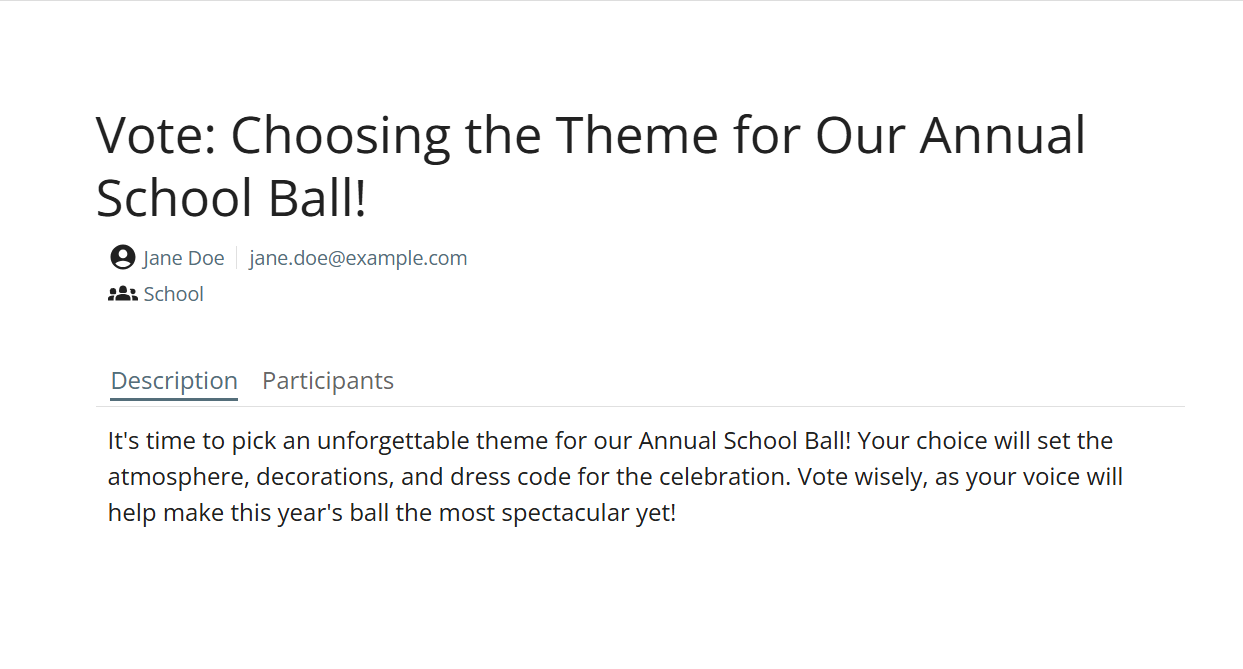 Vote: Choosing the Theme for Our Annual
School Ball!
Jane Doe jane.doe@example.com
School
Description Participants
It's time to pick an unforgettable theme for our Annual School Ball! Your choice will set the
atmosphere, decorations, and dress code for the celebration. Vote wisely, as your voice will
help make this year's ball the most spectacular yet!